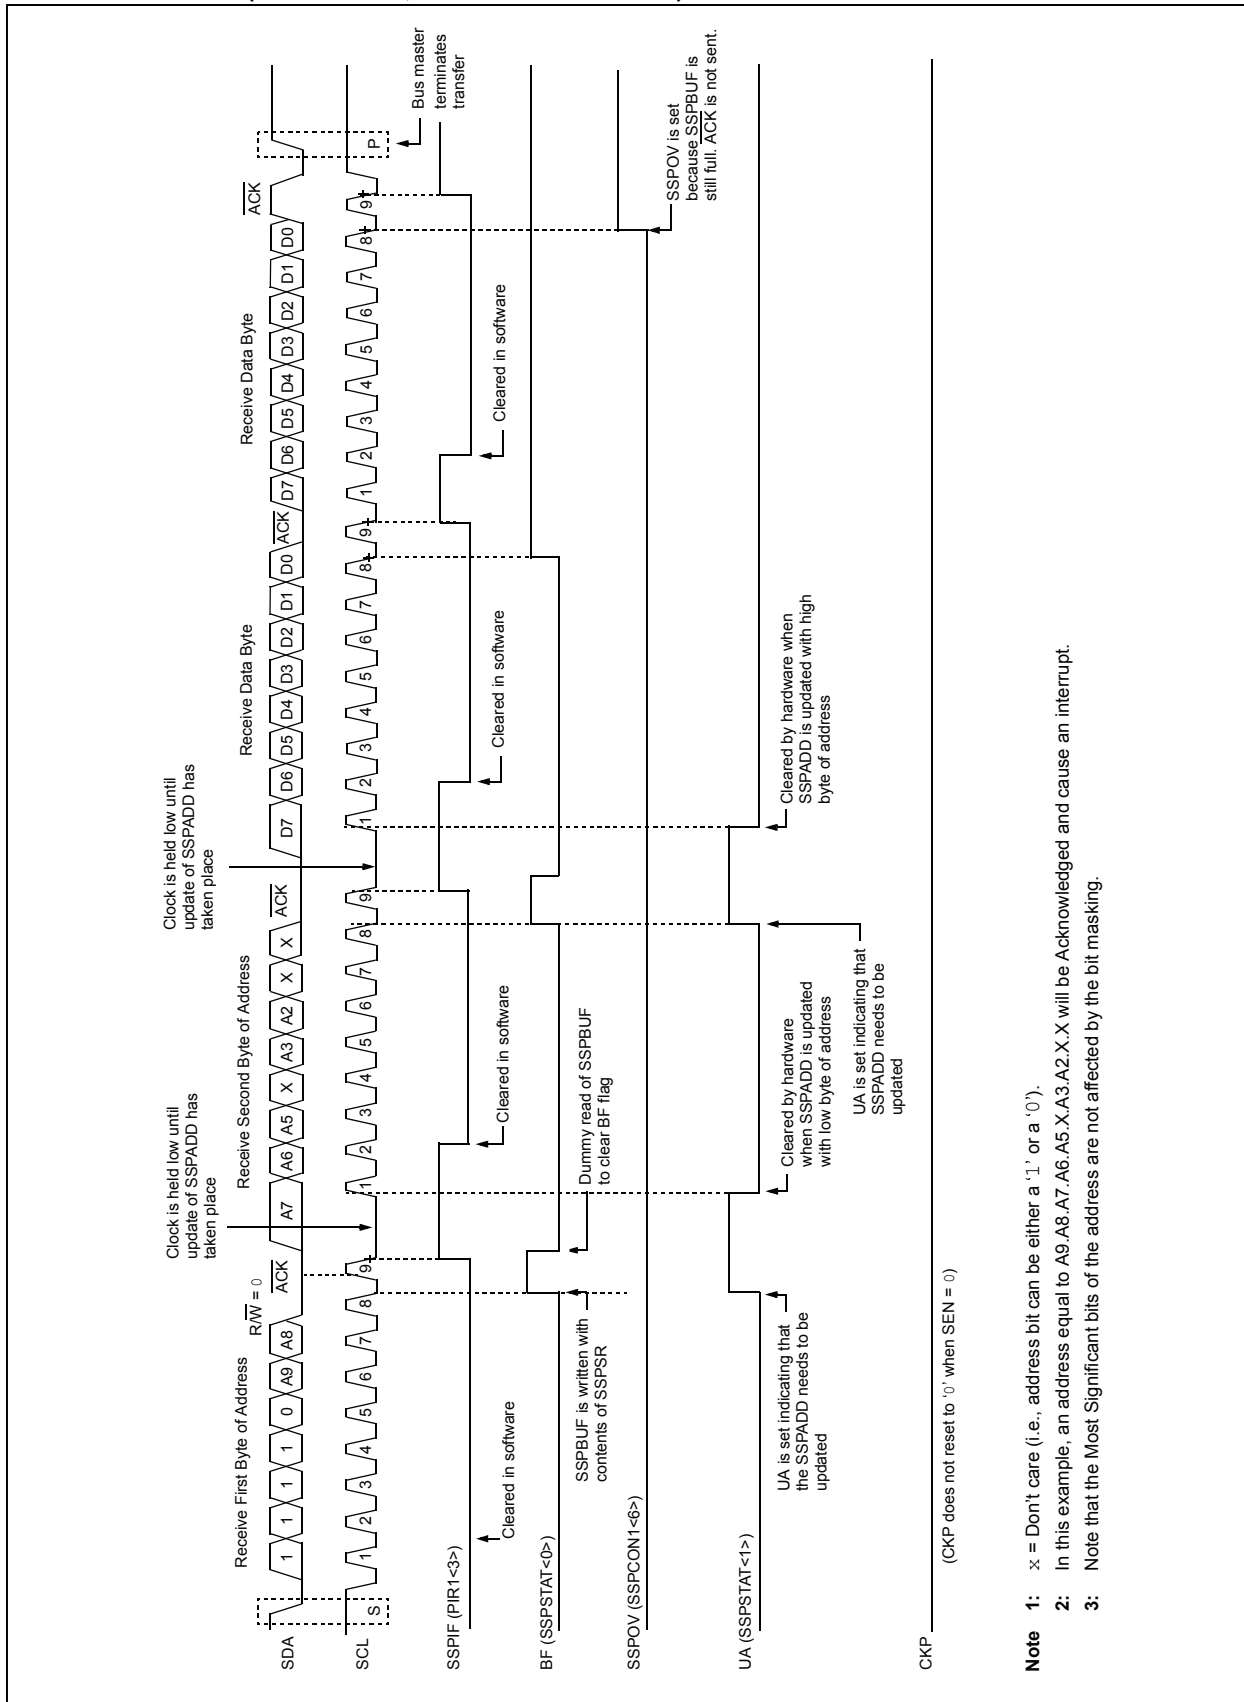 Receive First Byte of Address
R/W = 0
Clock is held low until
update of SSPADD has
taken place
Receive Second Byte of Address
Clock is held low until
update of SSPADD has
taken place
Receive Data Byte
Receive Data Byte
SDA
1 1 1 1 0 A9 A8 ACK A7 A6 A5 X A3 A2 X X ACK D7 D6 D5 D4 D3 D2 D1 D0 ACK D7 D6 D5 D4 D3 D2 D1 D0 ACK
SCL
S 1 2 3 4 5 6 7 8 9 1 2 3 4 5 6 7 8 9 1 2 3 4 5 6 7 8 9 1 2 3 4 5 6 7 8 9 P
Bus master
terminates
transfer
SSPIF (PIR1<3>)
Cleared in software
Cleared in software
Cleared in software
Cleared in software
BF (SSPSTAT<0>)
SSPBUF is written with
contents of SSPSR
Dummy read of SSPBUF
to clear BF flag
SSPOV (SSPCON1<6>)
SSPOV is set
because SSPBUF is
still full. ACK is not sent.
UA (SSPSTAT<1>)
UA is set indicating that
the SSPADD needs to be
updated
Cleared by hardware
when SSPADD is updated
with low byte of address
UA is set indicating that
SSPADD needs to be
updated
Cleared by hardware when
SSPADD is updated with high
byte of address
CKP
(CKP does not reset to ‘0’ when SEN = 0)
Note 1: x = Don't care (i.e., address bit can be either a ‘1’ or a ‘0’).
2: In this example, an address equal to A9.A8.A7.A6.A5.X.A3.A2.X.X will be Acknowledged and cause an interrupt.
3: Note that the Most Significant bits of the address are not affected by the bit masking.